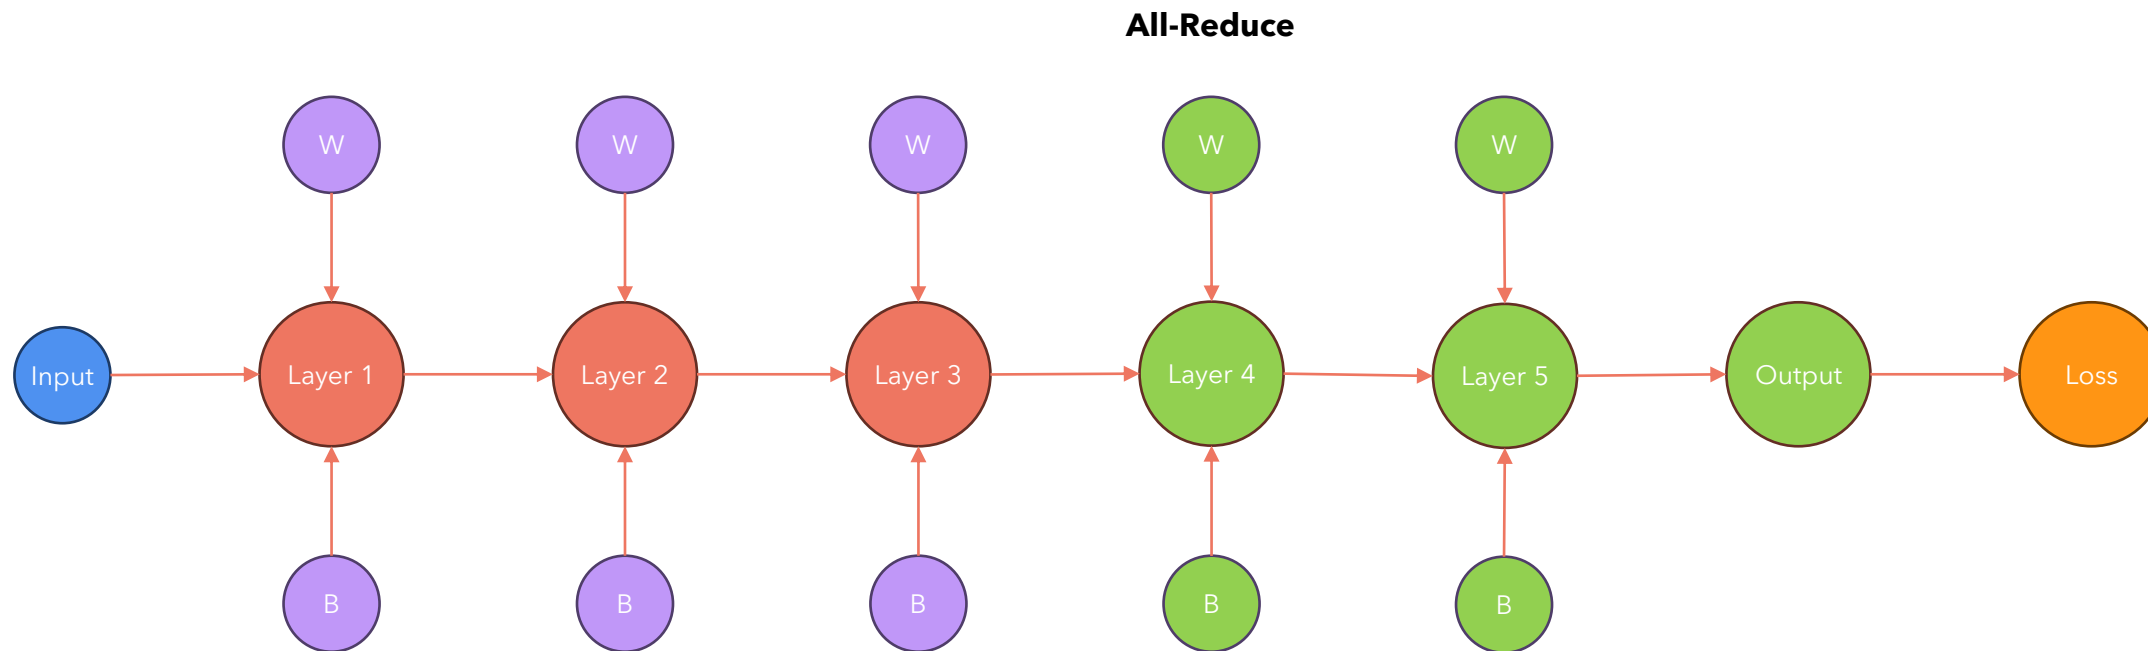 All-Reduce
W W W W W
Input Layer 1 Layer 2 Layer 3 Layer 4 Layer 5 Output Loss
B B B B B